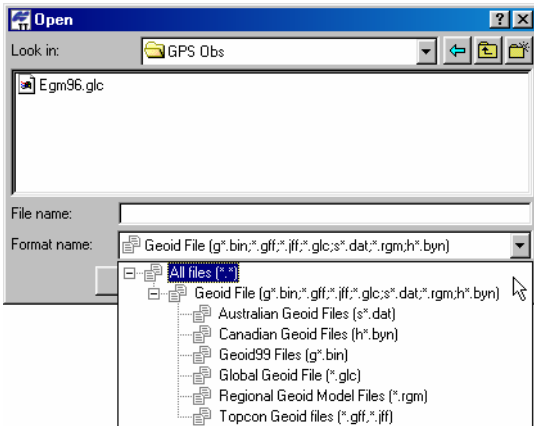 Open
Look in: GPS Obs
Egm96.glc
File name:
Format name: Geoid File (g*.bin;*.gff;*.jff;*.glc;s*.dat;*.rgm;h*.byn)
All files (*.*)
Geoid File (g*.bin;*.gff;*.jff;*.glc;s*.dat;*.rgm;h*.byn)
Australian Geoid Files (s*.dat)
Canadian Geoid Files (h*.byn)
Geoid99 Files (g*.bin)
Global Geoid File (*.glc)
Regional Geoid Model Files (*.rgm)
Topcon Geoid files (*.gff,*.jff)